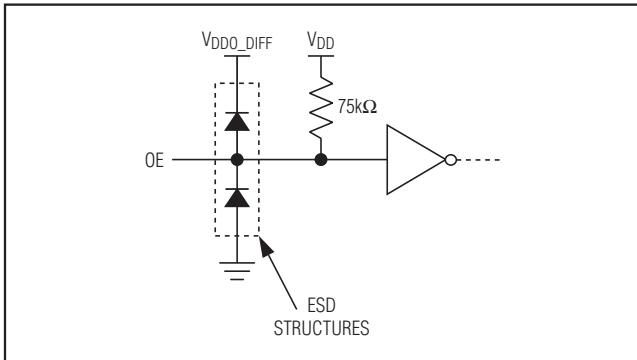 VDDO_DIFF
VDD
75kΩ
OE
ESD
STRUCTURES